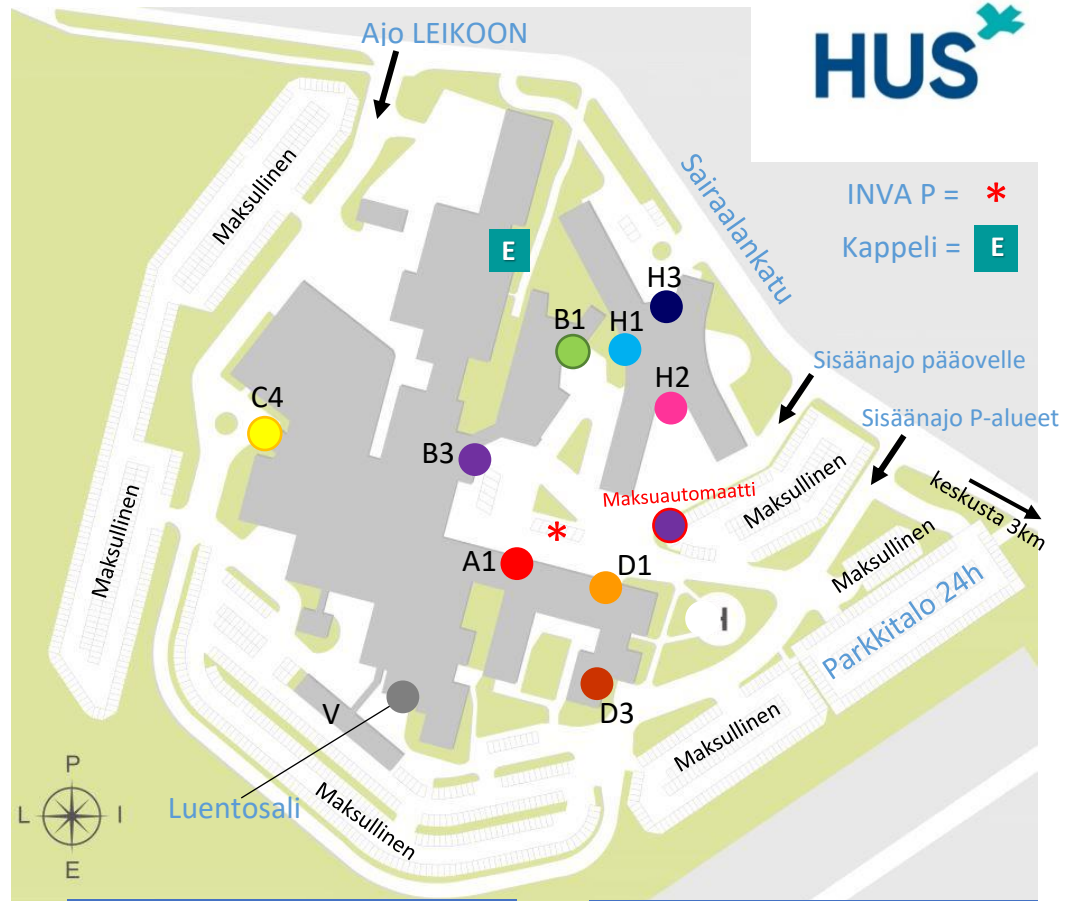 Ajo LEIKOON
HUS
Maksullinen
Sairaalankatu
INVA P = *
Kappeli = E
E
H3
B1
H1
H2
Sisäänajo pääovelle
C4
Sisäänajo P-alueet
B3
Maksullinen
keskusta 3km
Maksuautomaatti
Maksullinen
Maksullinen
*
A1
D1
Parkkitalo 24h
D3
V
Maksullinen
P
L
I
E
Luentosali
Maksullinen